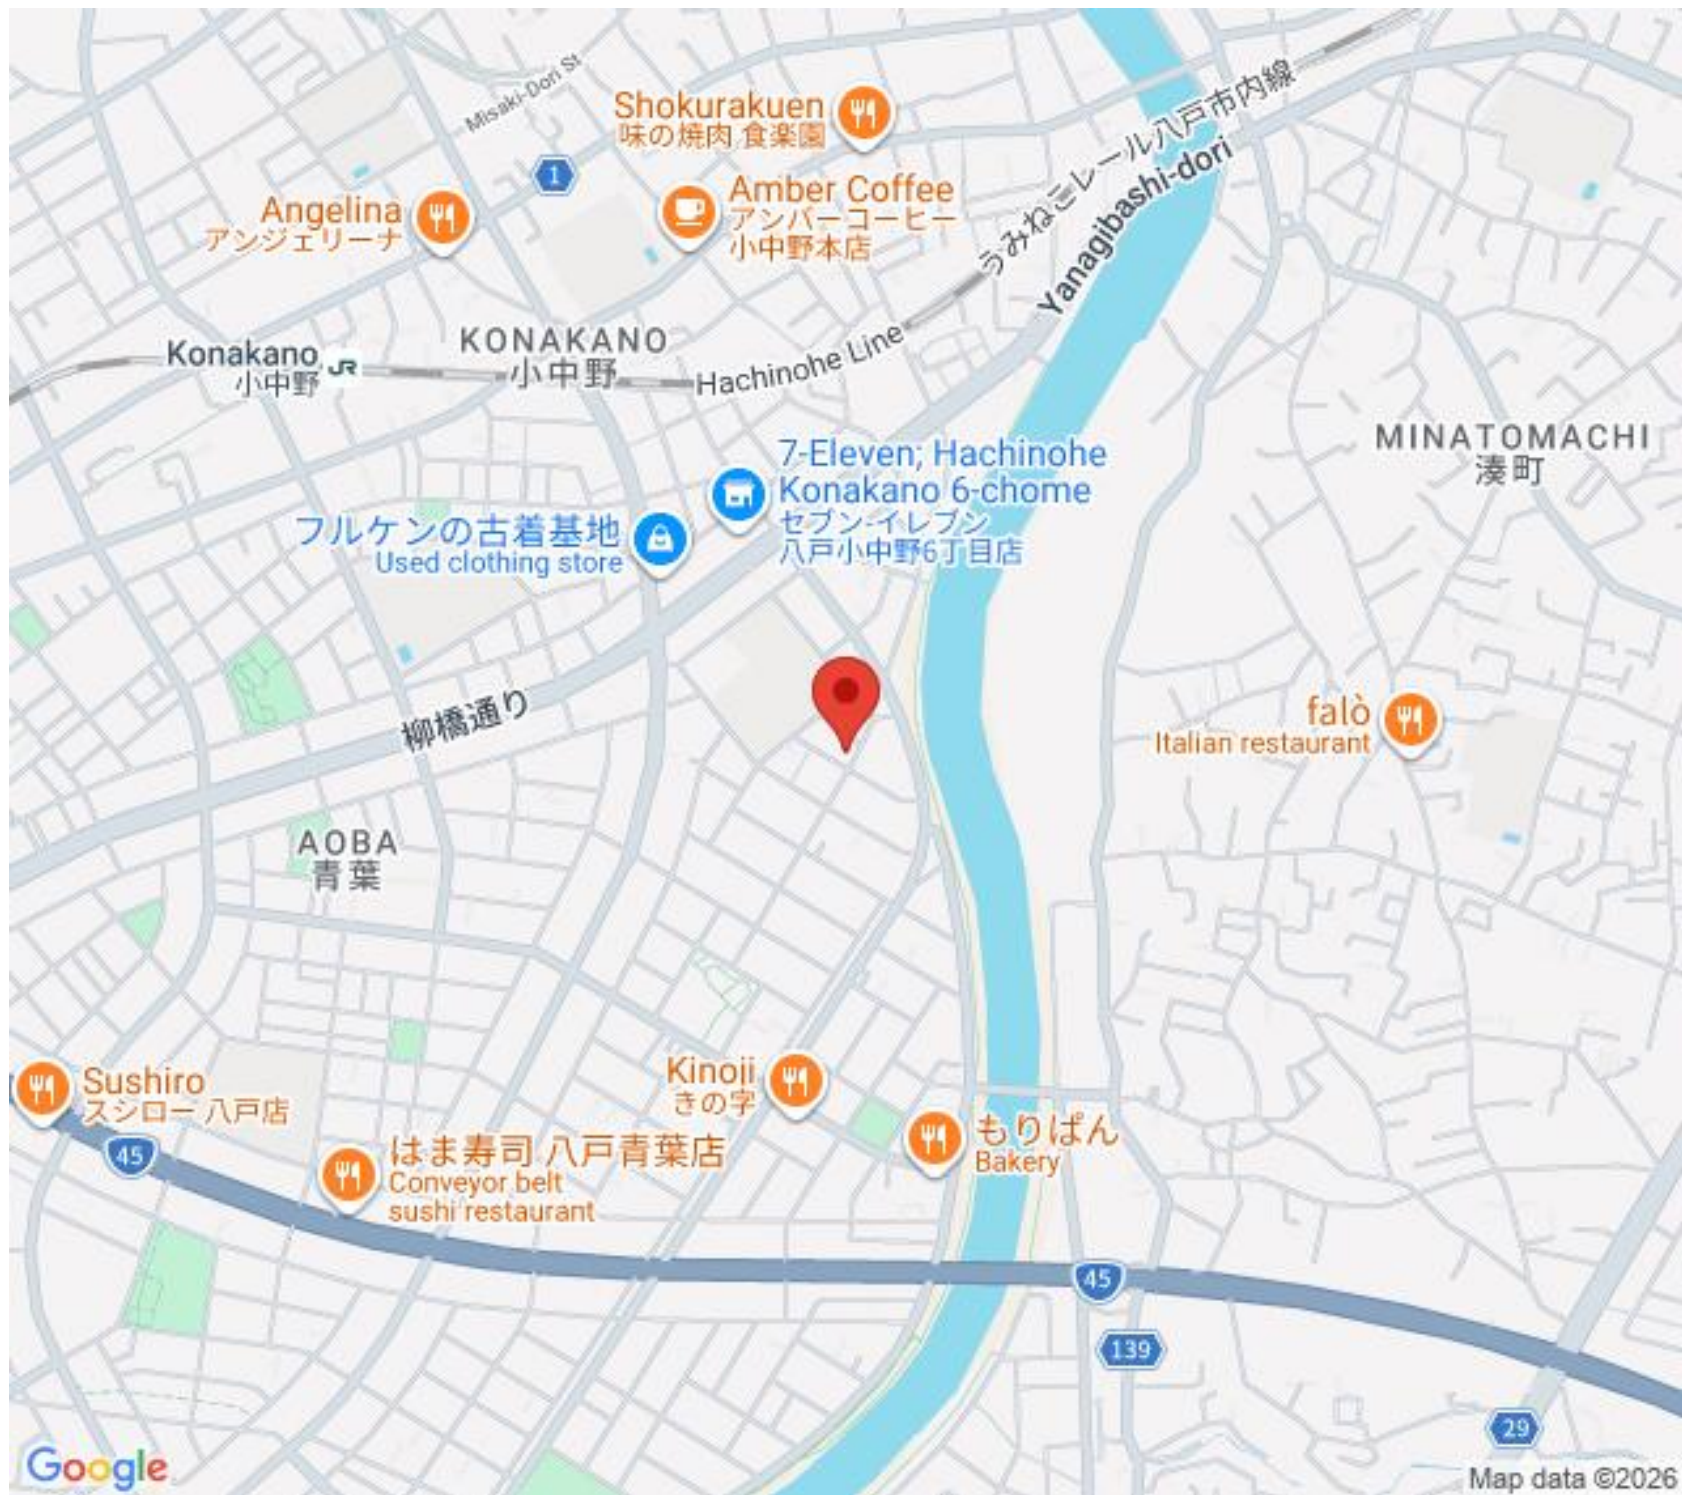 Misaki-Dori St
Shokurakuen
味の焼肉 食楽園
1
Amber Coffee
アンバーコーヒー
小中野本店
Angelina
アンジェリーナ
うみねこレール八戸市内線
Yanagibashi-dori
Konakano
小中野
JR
KONAKANO
小中野
Hachinohe Line
MINATOMACHI
湊町
7-Eleven; Hachinohe
Konakano 6-chome
セブン-イレブン
八戸小中野6丁目店
フルケンの古着基地
Used clothing store
柳橋通り
falò
Italian restaurant
AOBA
青葉
Sushiro
スシロー 八戸店
Kinoji
きの字
もりぱん
Bakery
45
はま寿司 八戸青葉店
Conveyor belt
sushi restaurant
45
139
29
Google
Map data ©2026